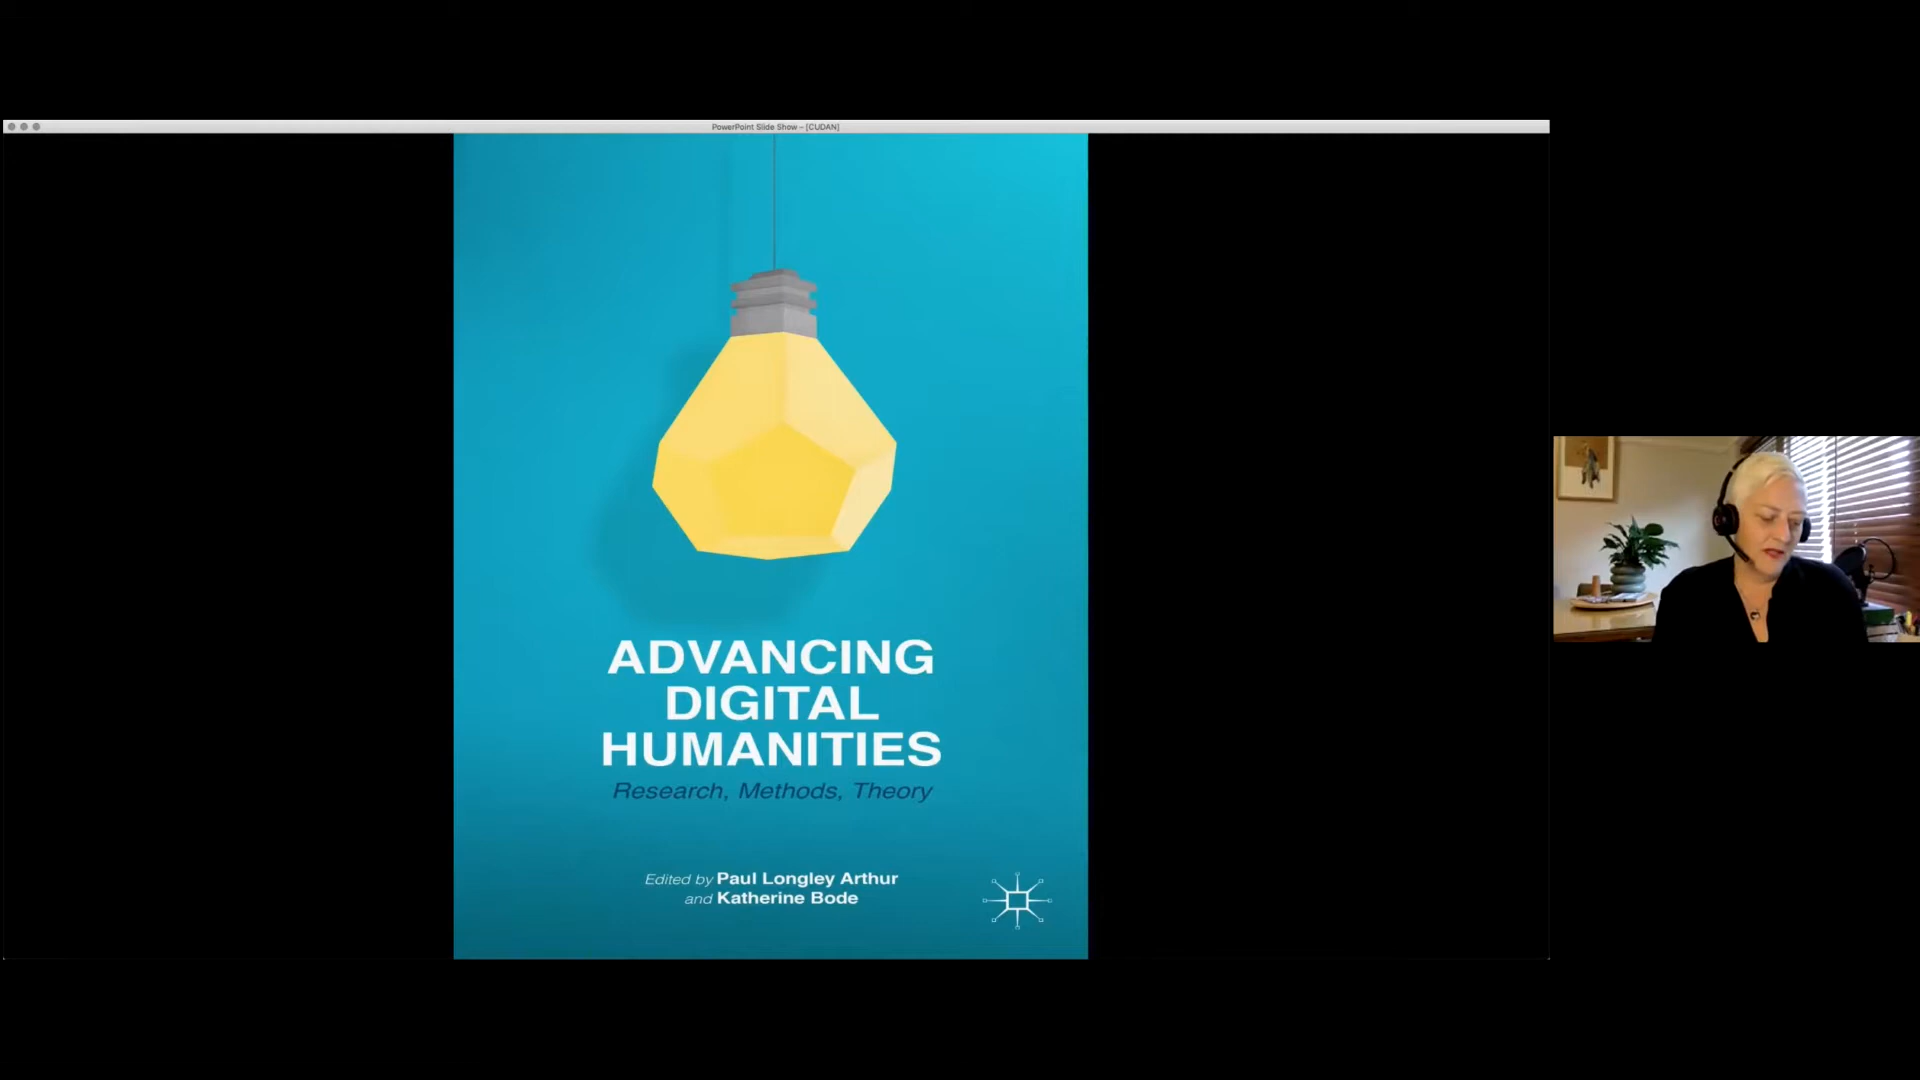 PowerPoint Slide Show – [CUDAN]
ADVANCING
DIGITAL
HUMANITIES
Research, Methods, Theory
Edited by Paul Longley Arthur
and Katherine Bode